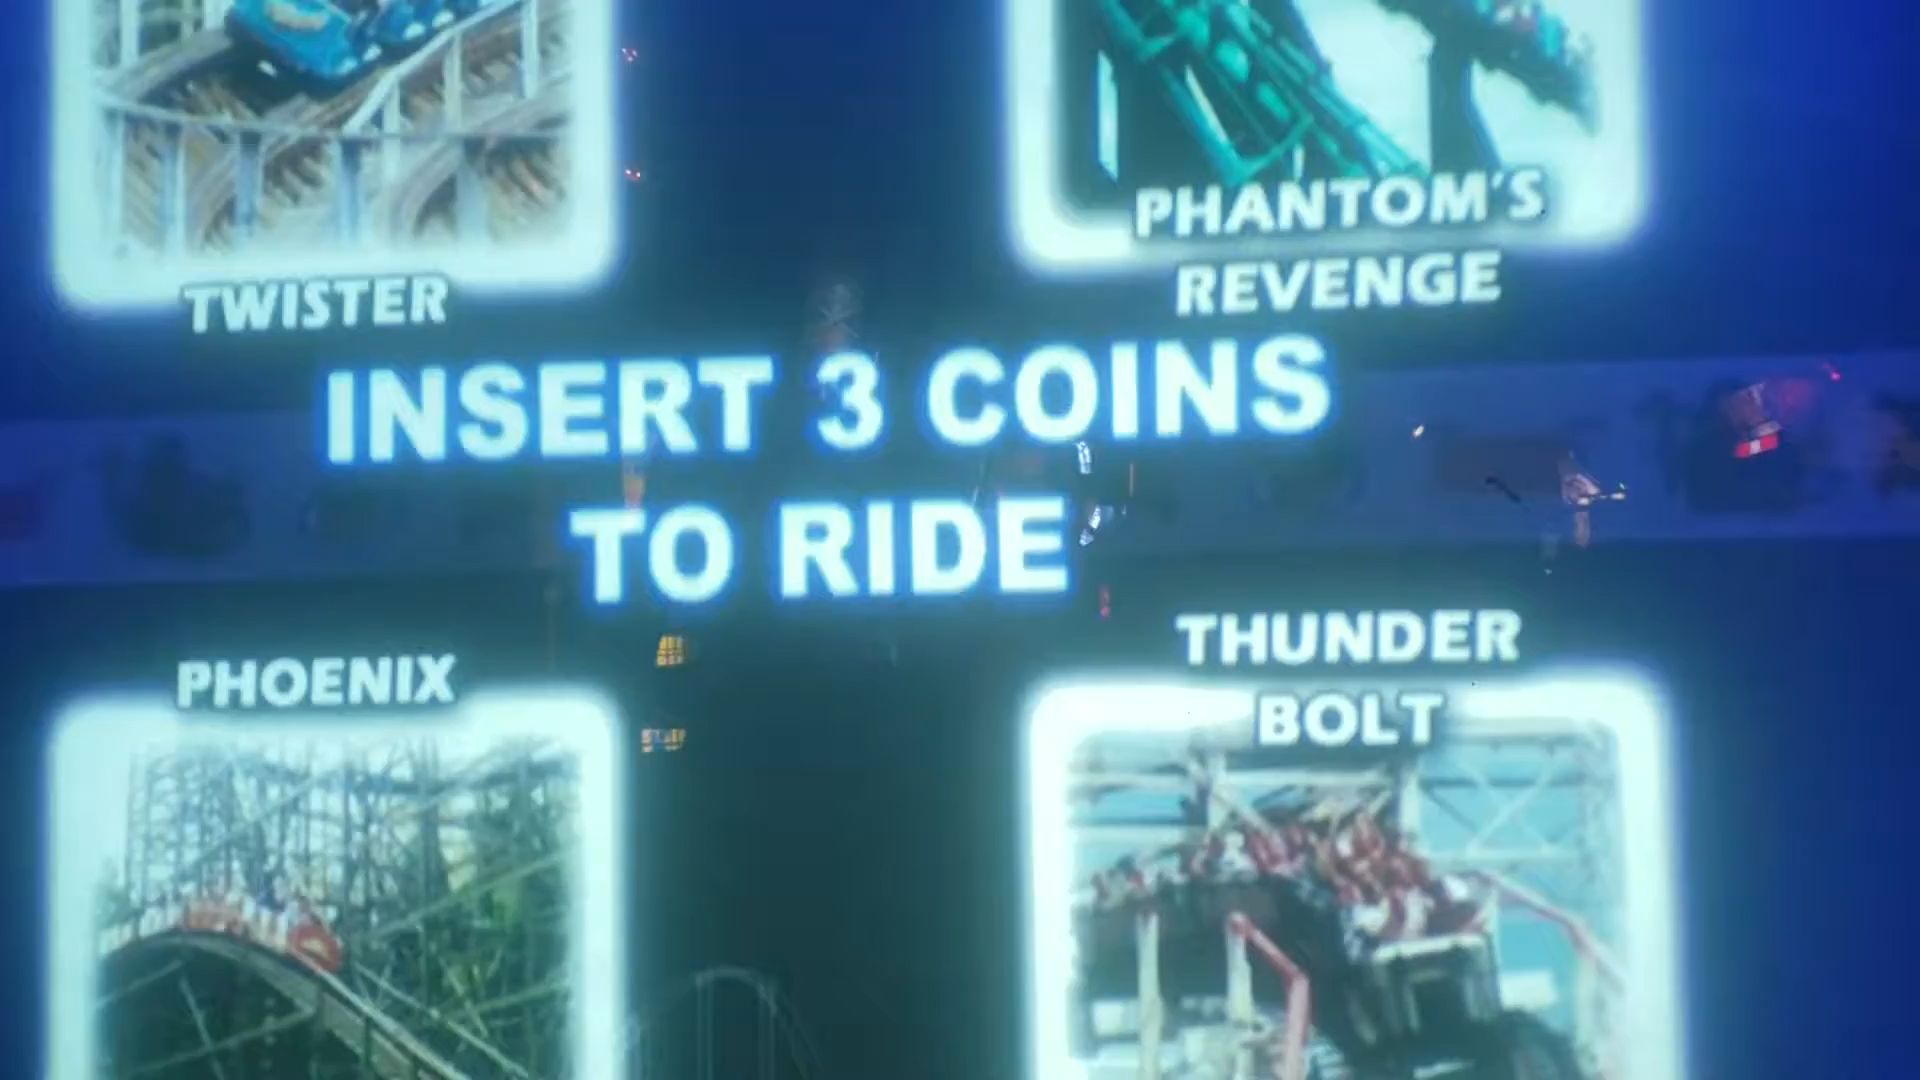 TWISTER
PHANTOM'S
REVENGE
INSERT 3 COINS
TO RIDE
PHOENIX
THUNDER
BOLT